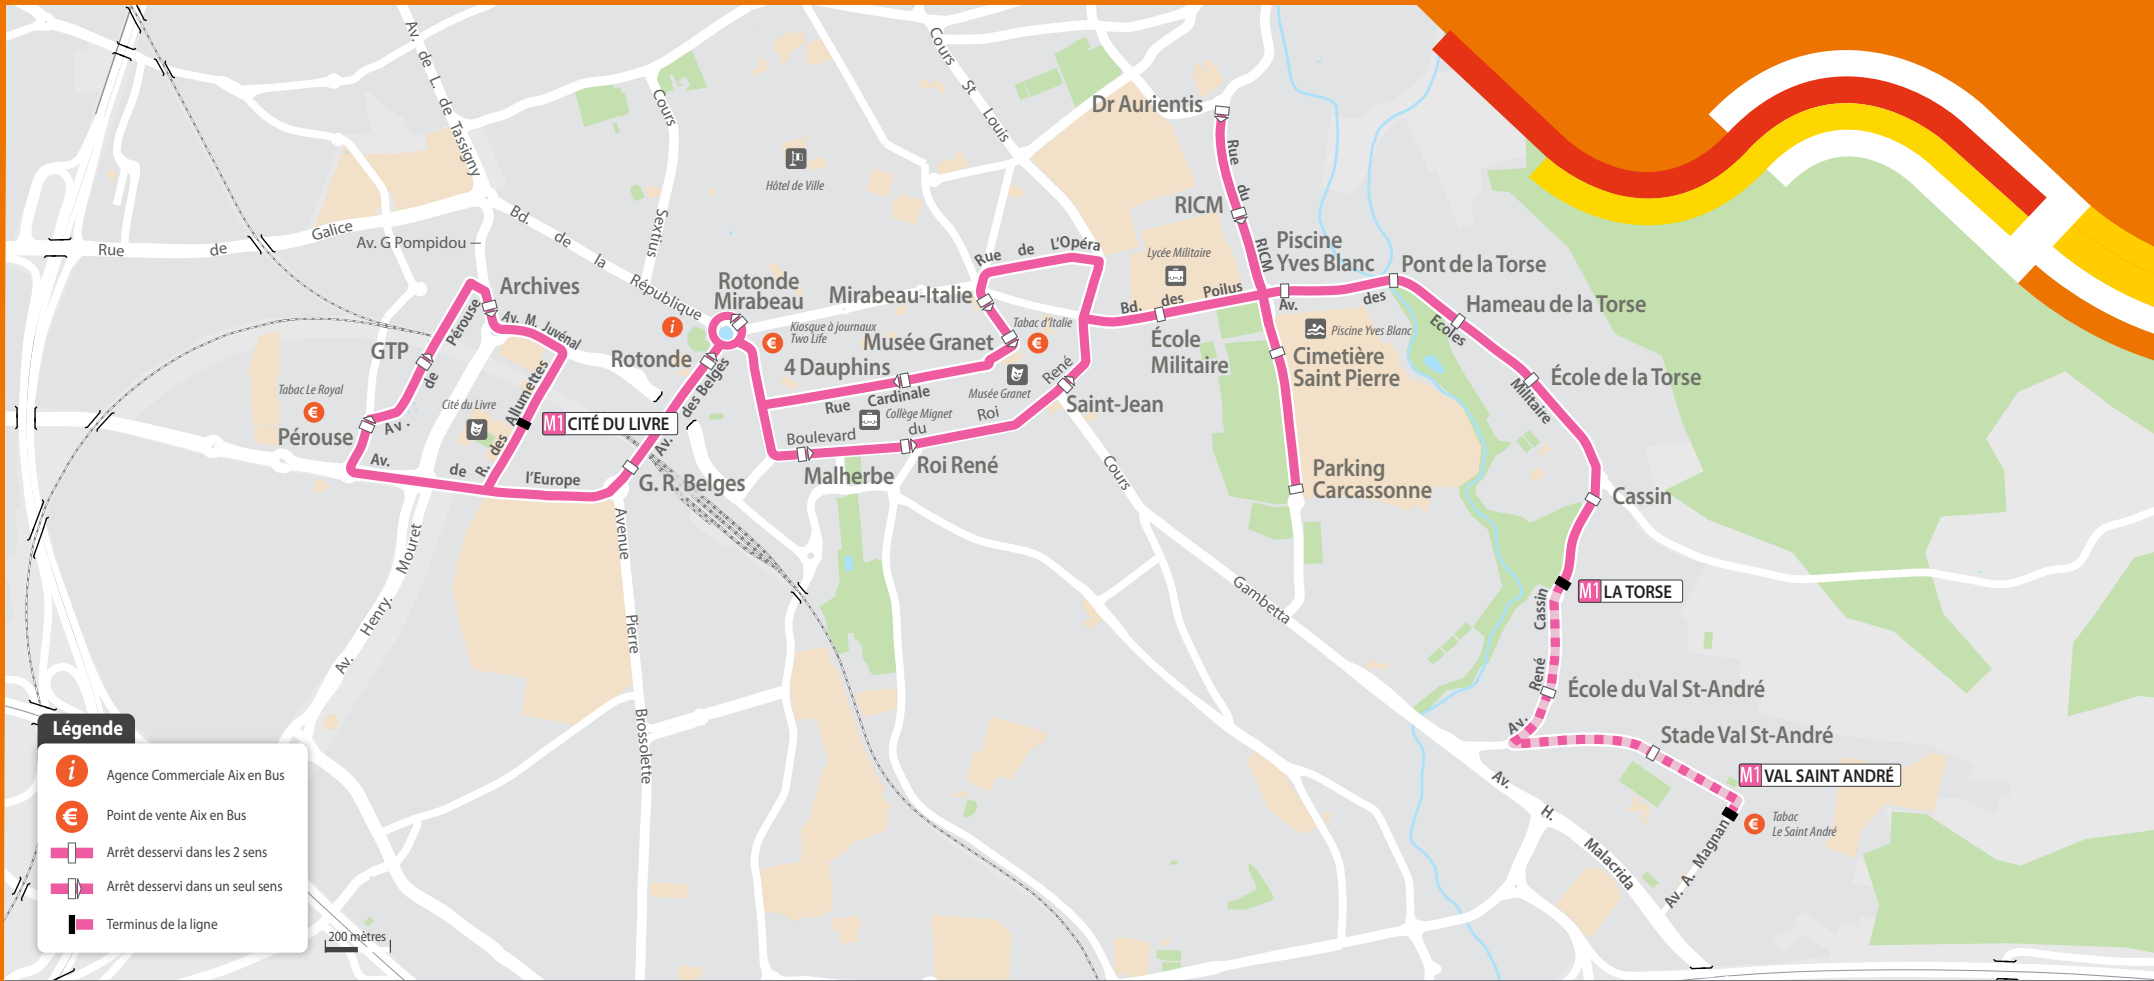 Av. de L. de Tassigny
Cours
Sextius
Cours St Louis
Hôtel de Ville
Dr Aurientis
Rue du RICM
RICM
Rue de Galice
Av. G Pompidou
Bd. de la République
Archives
Av. M. Juvénal
Av. de Pérouse
GTP
Tabac Le Royal
€
Pérouse
Cité du Livre
R. des Allumettes
M1 CITÉ DU LIVRE
Av. de l'Europe
i
Rotonde
Mirabeau
Kiosque à journaux
Two Life
€
Rotonde
Av. des Belges
G. R. Belges
Mirabeau-Italie
Rue de L'Opéra
Tabac d'Italie
€
Musée Granet
Musée Granet
4 Dauphins
Rue Cardinale
Collège Mignet
Boulevard du Roi René
Malherbe
Roi René
Saint-Jean
Lycée Militaire
Bd. des Poilus
École
Militaire
Piscine
Yves Blanc
Piscine Yves Blanc
Cimetière
Saint Pierre
Parking
Carcassonne
Av. des Ecoles Militaire
Pont de la Torse
Hameau de la Torse
École de la Torse
Cassin
M1 LA TORSE
Av. René Cassin
École du Val St-André
Stade Val St-André
M1 VAL SAINT ANDRÉ
€
Tabac
Le Saint André
Av. A. Magnan
Av. H. Malacrida
Cours Gambetta
Avenue Pierre Brossolette
Av. Henry. Mouret
Légende
i Agence Commerciale Aix en Bus
€ Point de vente Aix en Bus
Arrêt desservi dans les 2 sens
Arrêt desservi dans un seul sens
Terminus de la ligne
200 mètres